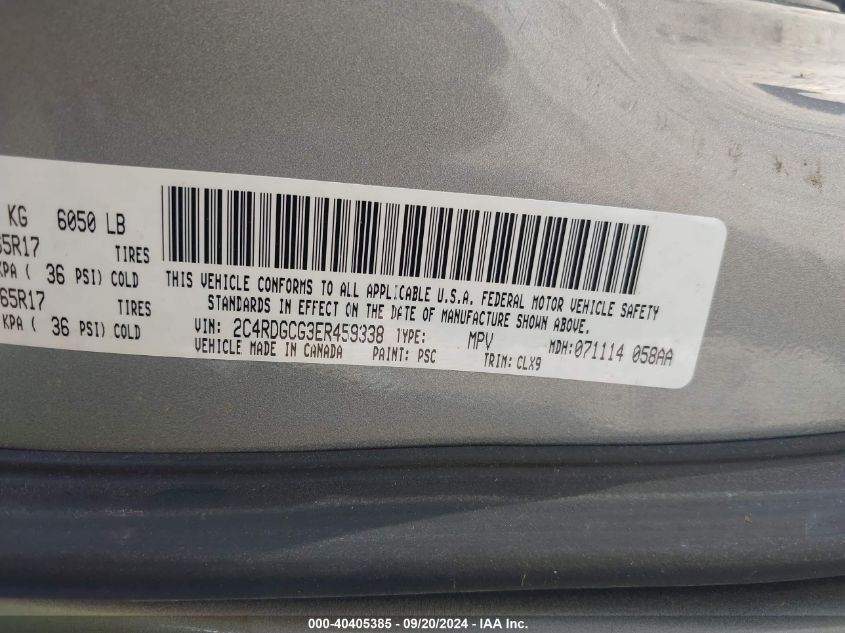 KG 6050 LB
65R17 TIRES
KPA ( 36 PSI) COLD
65R17 TIRES
KPA ( 36 PSI) COLD
THIS VEHICLE CONFORMS TO ALL APPLICABLE U.S.A. FEDERAL MOTOR VEHICLE SAFETY
STANDARDS IN EFFECT ON THE DATE OF MANUFACTURE SHOWN ABOVE.
VIN: 2C4RDGCG3ER459338 TYPE: MPV MDH:071114 058AA
VEHICLE MADE IN CANADA PAINT: PSC TRIM: CLX9
000-40405385 - 09/20/2024 - IAA Inc.